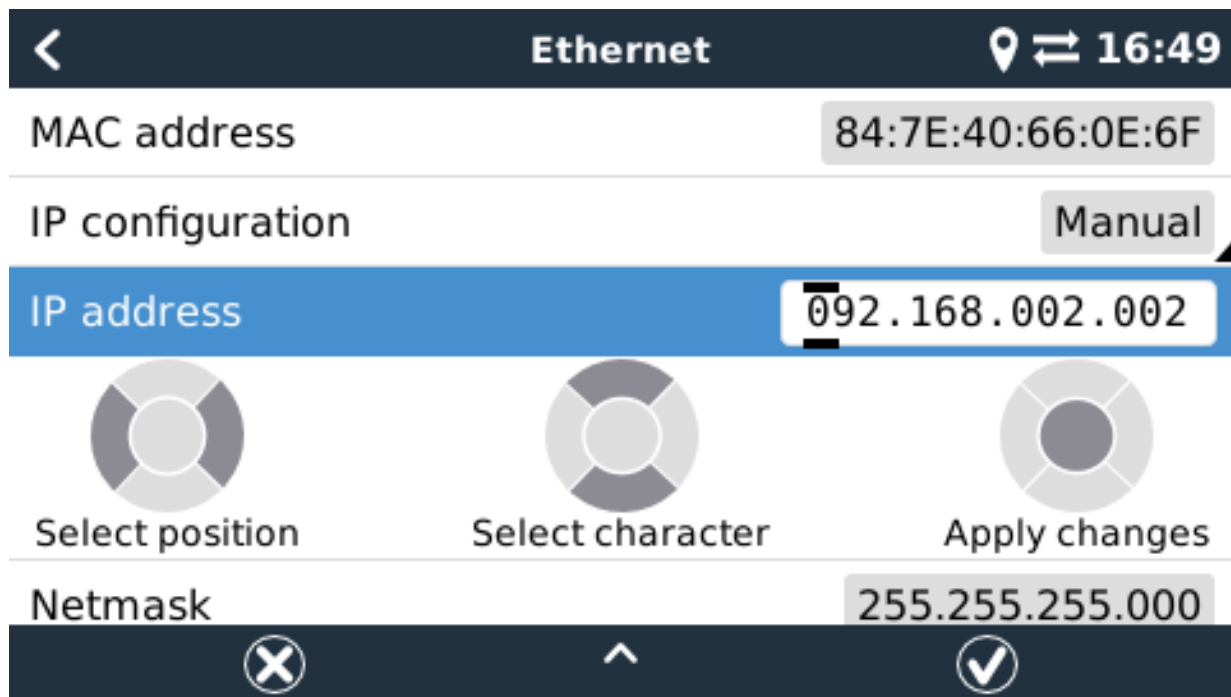 Ethernet 16:49
MAC address 84:7E:40:66:0E:6F
IP configuration Manual
IP address 092.168.002.002
Select position Select character Apply changes
Netmask 255.255.255.000